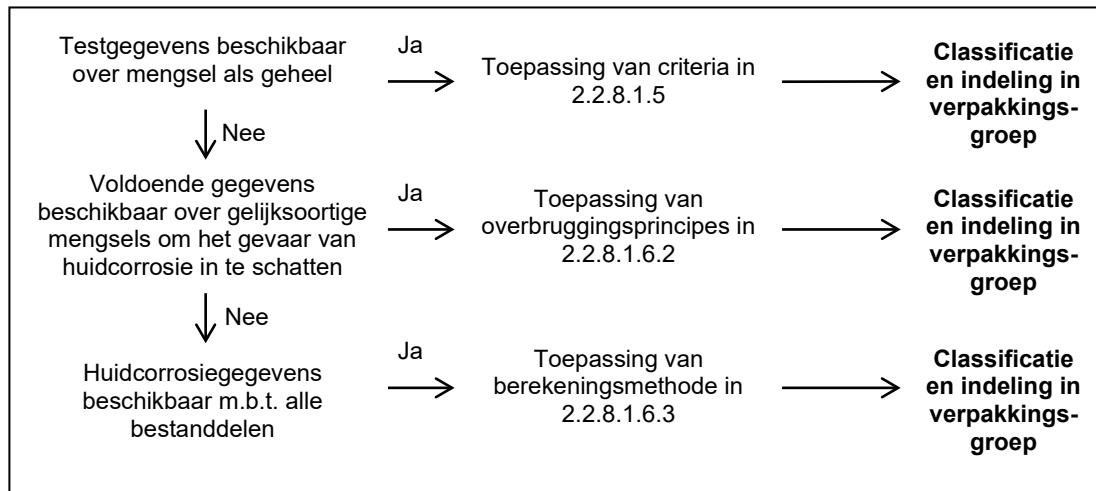 Testgegevens beschikbaar
over mengsel als geheel
Ja
Toepassing van criteria in
2.2.8.1.5
Classificatie
en indeling in
verpakkings-
groep
Nee
Voldoende gegevens
beschikbaar over gelijksoortige
mengsels om het gevaar van
huidcorrosie in te schatten
Ja
Toepassing van
overbruggingsprincipes in
2.2.8.1.6.2
Classificatie
en indeling in
verpakkings-
groep
Nee
Huidcorrosiegegevens
beschikbaar m.b.t. alle
bestanddelen
Ja
Toepassing van
berekeningsmethode in
2.2.8.1.6.3
Classificatie
en indeling in
verpakkings-
groep